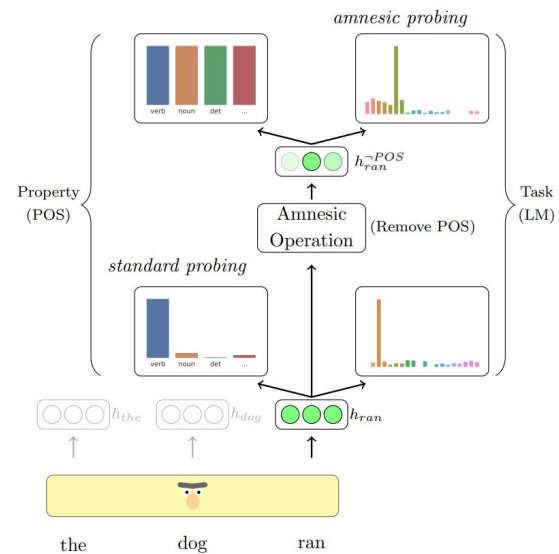 amnesic probing
verb noun det ...
h_ran^¬POS
Property
(POS)
Amnesic
Operation
(Remove POS)
Task
(LM)
standard probing
verb noun det ...
h_the
h_dog
h_ran
the dog ran